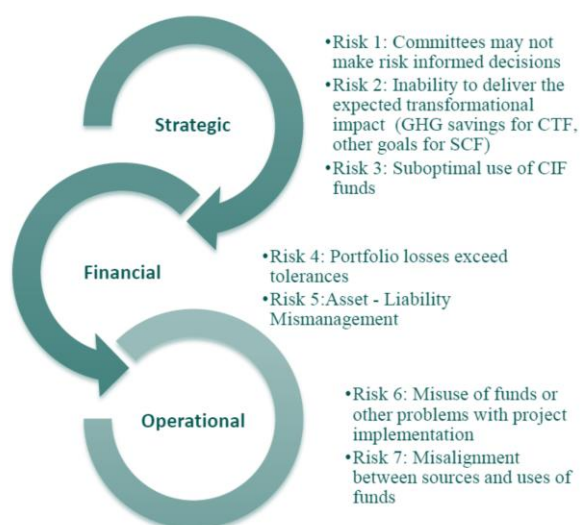 Strategic
•Risk 1: Committees may not
make risk informed decisions
•Risk 2: Inability to deliver the
expected transformational
impact (GHG savings for CTF,
other goals for SCF)
•Risk 3: Suboptimal use of CIF
funds
Financial
•Risk 4: Portfolio losses exceed
tolerances
•Risk 5:Asset - Liability
Mismanagement
Operational
•Risk 6: Misuse of funds or
other problems with project
implementation
•Risk 7: Misalignment
between sources and uses of
funds